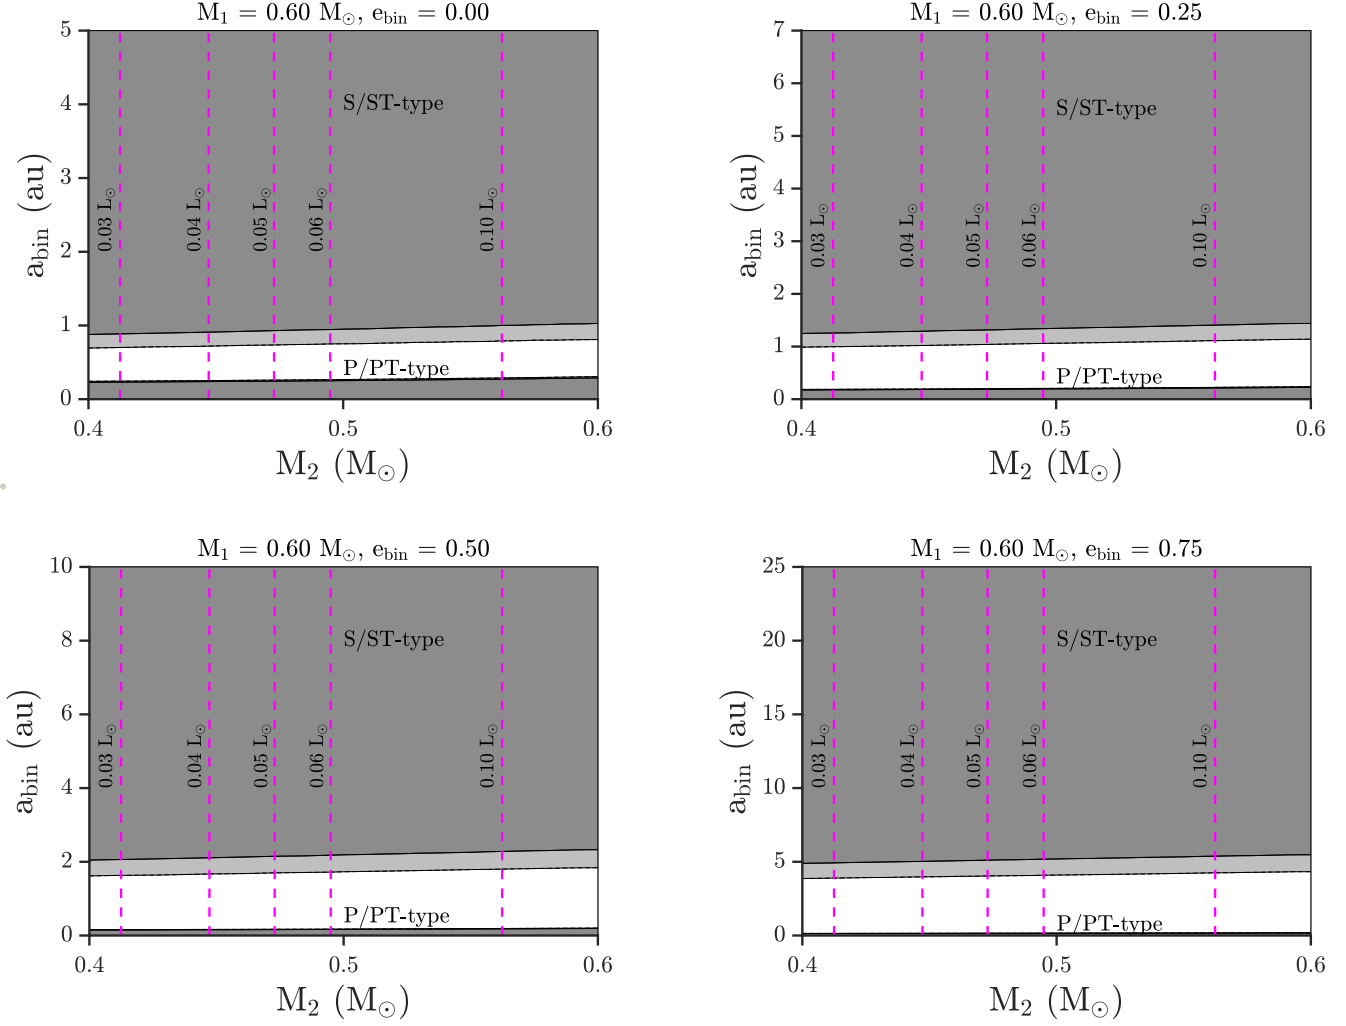 M₁ = 0.60 M☉, e_bin = 0.00
5
4
3
2
1
0
a_bin (au)
S/ST-type
0.03 L☉
0.04 L☉
0.05 L☉
0.06 L☉
0.10 L☉
P/PT-type
0.4
0.5
0.6
M₂ (M☉)
M₁ = 0.60 M☉, e_bin = 0.25
7
6
5
4
3
2
1
0
a_bin (au)
S/ST-type
0.03 L☉
0.04 L☉
0.05 L☉
0.06 L☉
0.10 L☉
P/PT-type
0.4
0.5
0.6
M₂ (M☉)
M₁ = 0.60 M☉, e_bin = 0.50
10
8
6
4
2
0
a_bin (au)
S/ST-type
0.03 L☉
0.04 L☉
0.05 L☉
0.06 L☉
0.10 L☉
P/PT-type
0.4
0.5
0.6
M₂ (M☉)
M₁ = 0.60 M☉, e_bin = 0.75
25
20
15
10
5
0
a_bin (au)
S/ST-type
0.03 L☉
0.04 L☉
0.05 L☉
0.06 L☉
0.10 L☉
P/PT-type
0.4
0.5
0.6
M₂ (M☉)